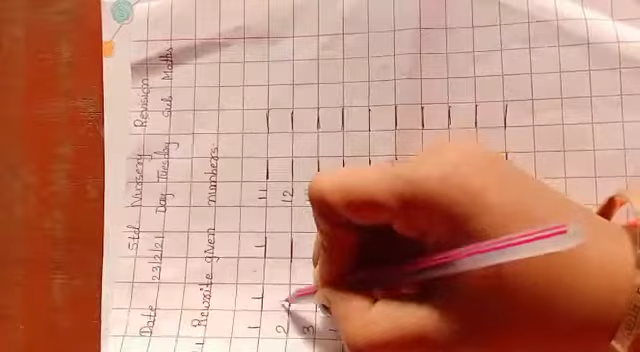 Std Nursery Revision
Date 23/2/21 Day Tuesday Sub Maths
Rewrite given numbers.
1 1 1 11
2 12
3